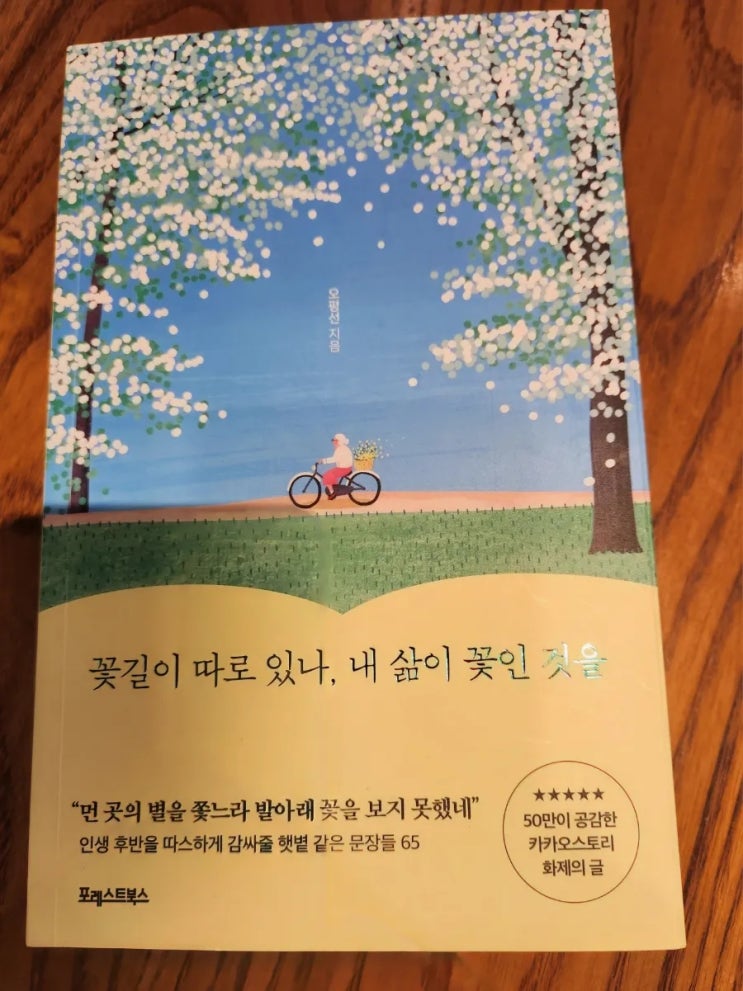 오평선 지음
꽃길이 따로 있나, 내 삶이 꽃인 것을
“먼 곳의 별을 쫓느라 발아래 꽃을 보지 못했네”
인생 후반을 따스하게 감싸줄 햇볕 같은 문장들 65
포레스트북스
★★★★★
50만이 공감한
카카오스토리
화제의 글